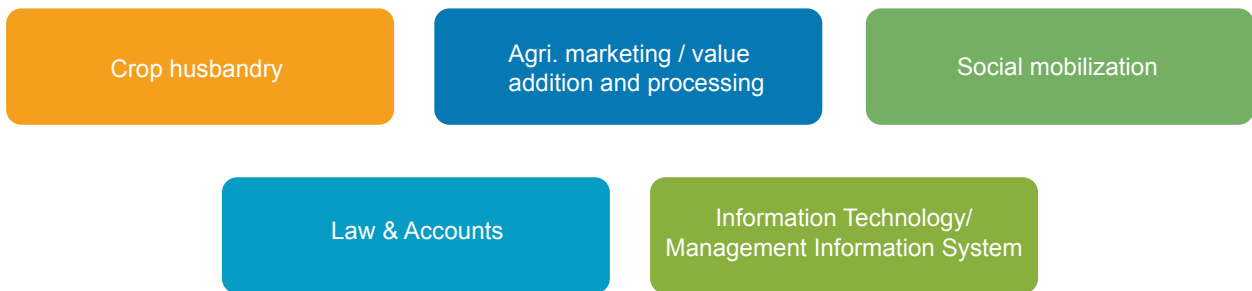 Crop husbandry
Agri. marketing / value
addition and processing
Social mobilization
Law & Accounts
Information Technology/
Management Information System